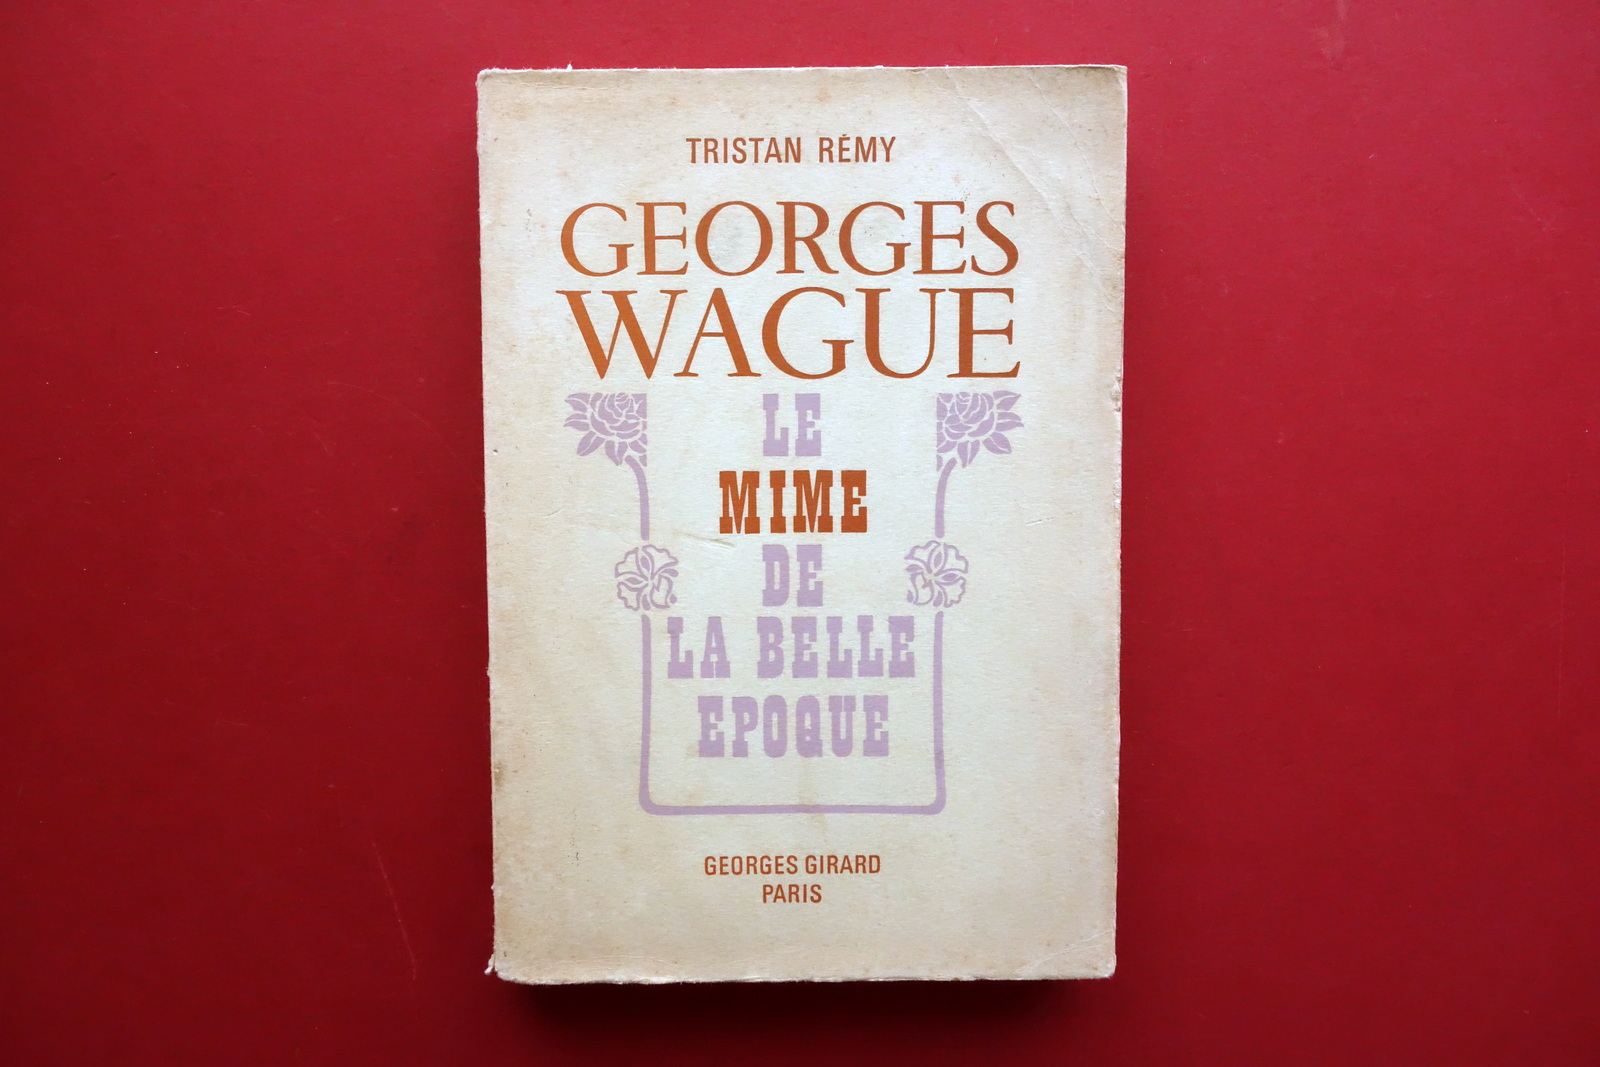 TRISTAN RÉMY
GEORGES
WAGUE
LE
MIME
DE
LA BELLE
EPOQUE
GEORGES GIRARD
PARIS